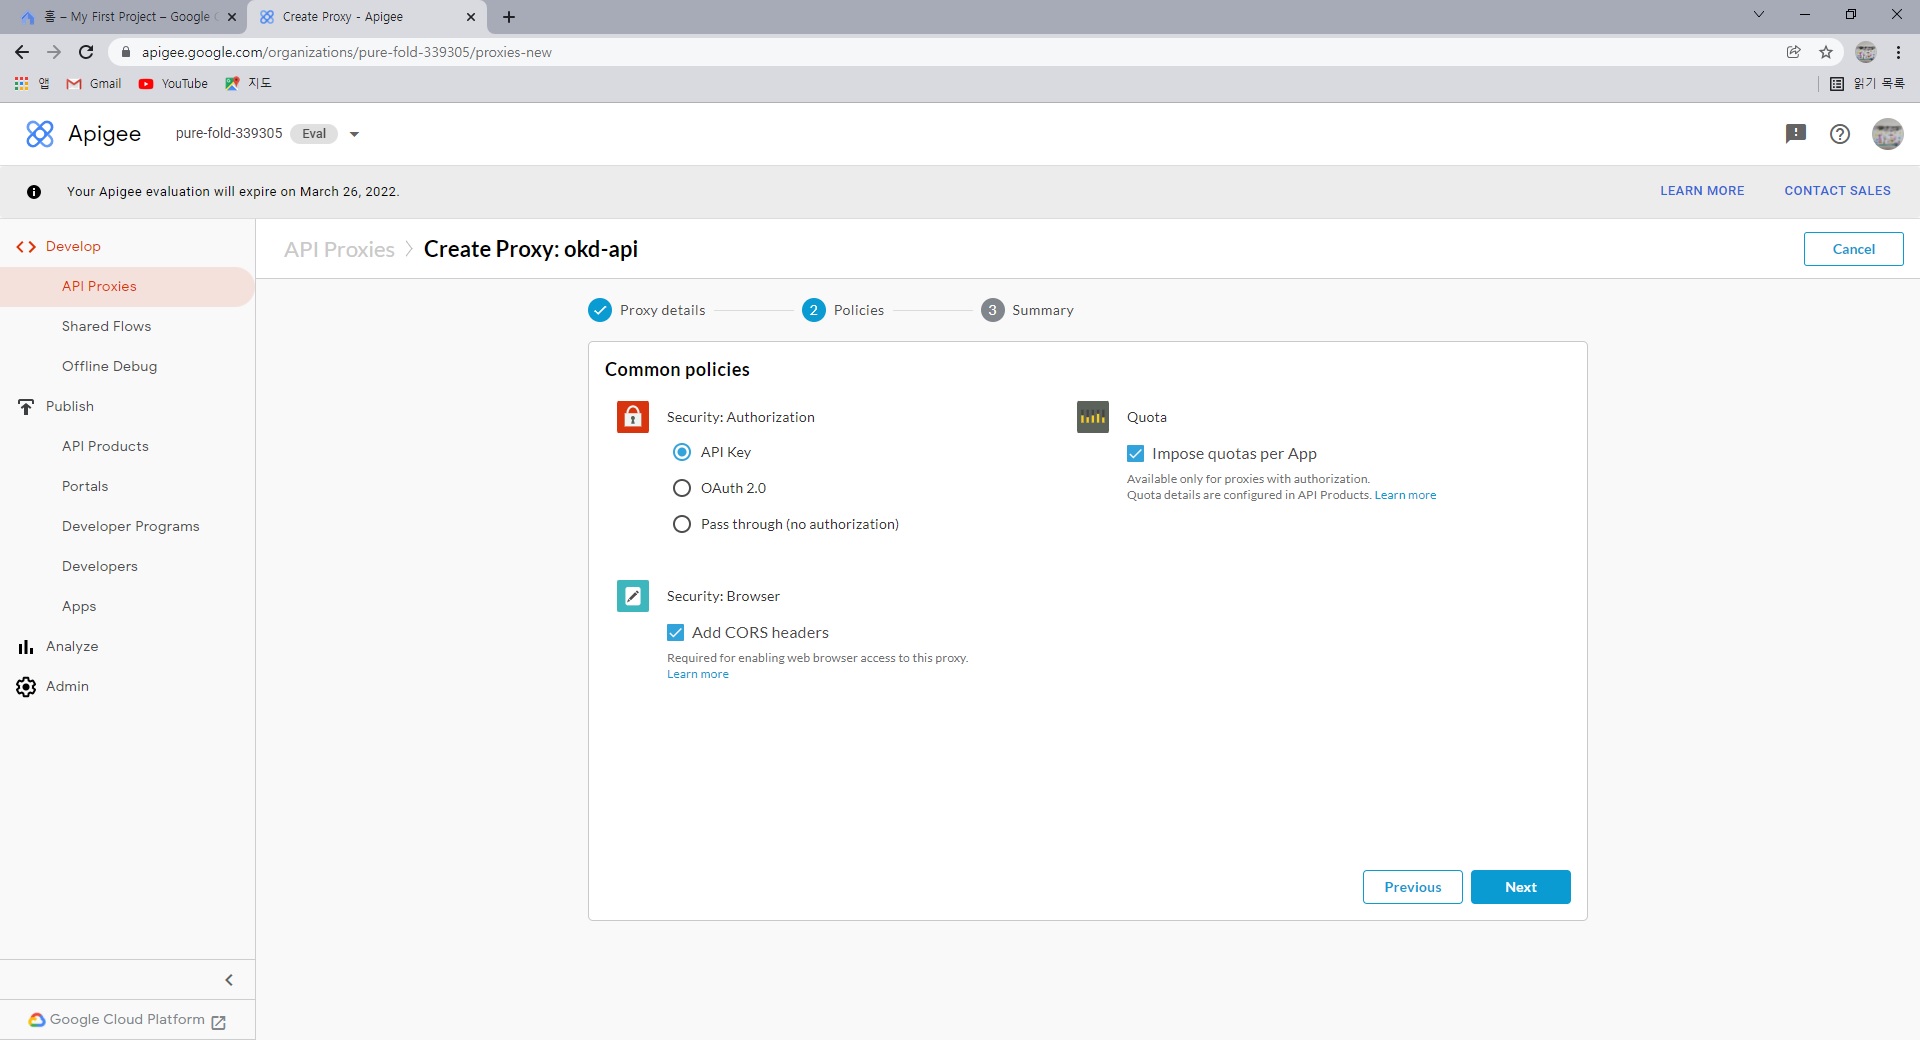 홈 – My First Project – Google
Create Proxy - Apigee
apigee.google.com/organizations/pure-fold-339305/proxies-new
앱
Gmail
YouTube
지도
읽기 목록
Apigee
pure-fold-339305
Eval
Your Apigee evaluation will expire on March 26, 2022.
LEARN MORE
CONTACT SALES
Develop
API Proxies
Shared Flows
Offline Debug
Publish
API Products
Portals
Developer Programs
Developers
Apps
Analyze
Admin
Google Cloud Platform
API Proxies
Create Proxy: okd-api
Cancel
Proxy details
2 Policies
3 Summary
Common policies
Security: Authorization
API Key
OAuth 2.0
Pass through (no authorization)
Quota
Impose quotas per App
Available only for proxies with authorization.
Quota details are configured in API Products. Learn more
Security: Browser
Add CORS headers
Required for enabling web browser access to this proxy.
Learn more
Previous
Next